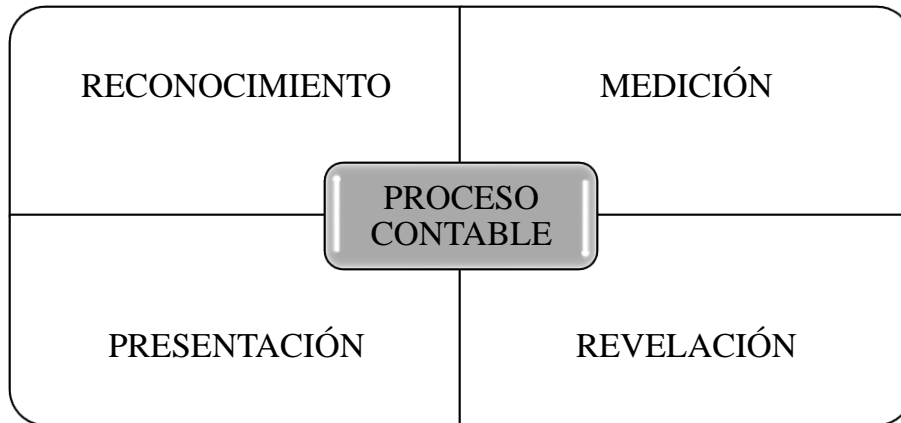 RECONOCIMIENTO
MEDICIÓN
PROCESO
CONTABLE
PRESENTACIÓN
REVELACIÓN